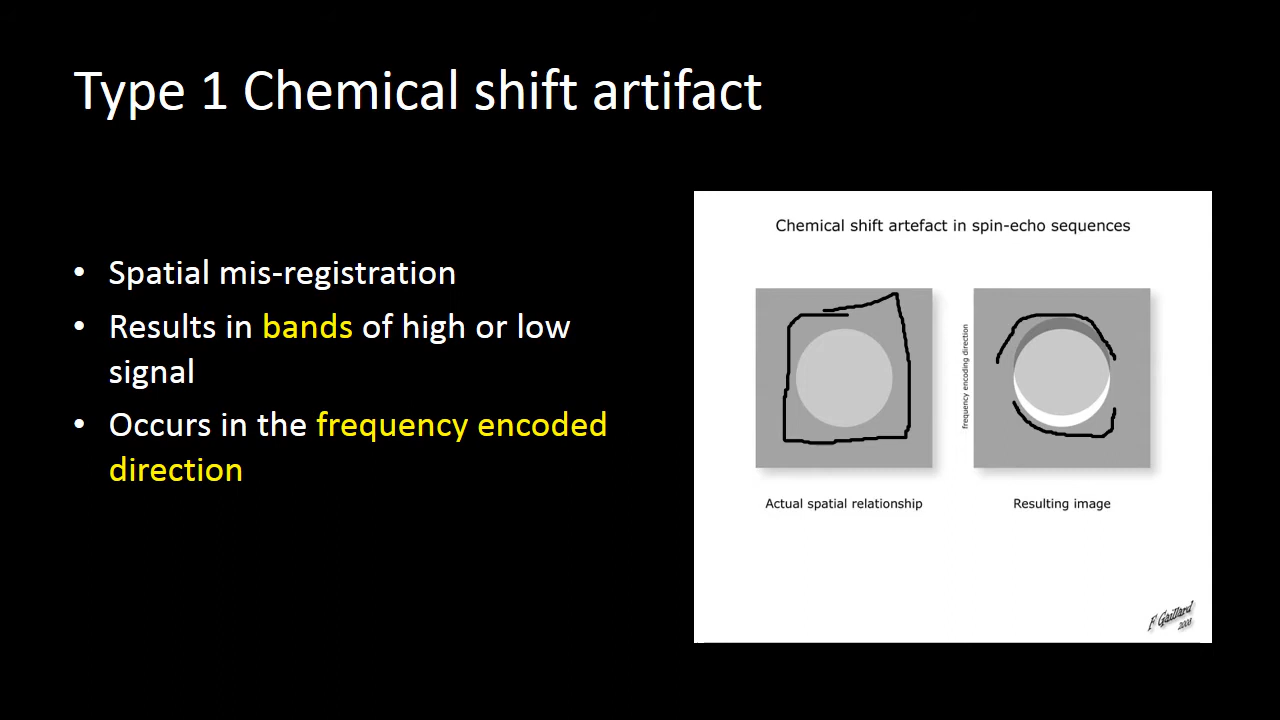 Type 1 Chemical shift artifact
• Spatial mis-registration
• Results in bands of high or low
signal
• Occurs in the frequency encoded
direction
Chemical shift artefact in spin-echo sequences
frequency encoding direction
Actual spatial relationship
Resulting image
F Gaillard
2008